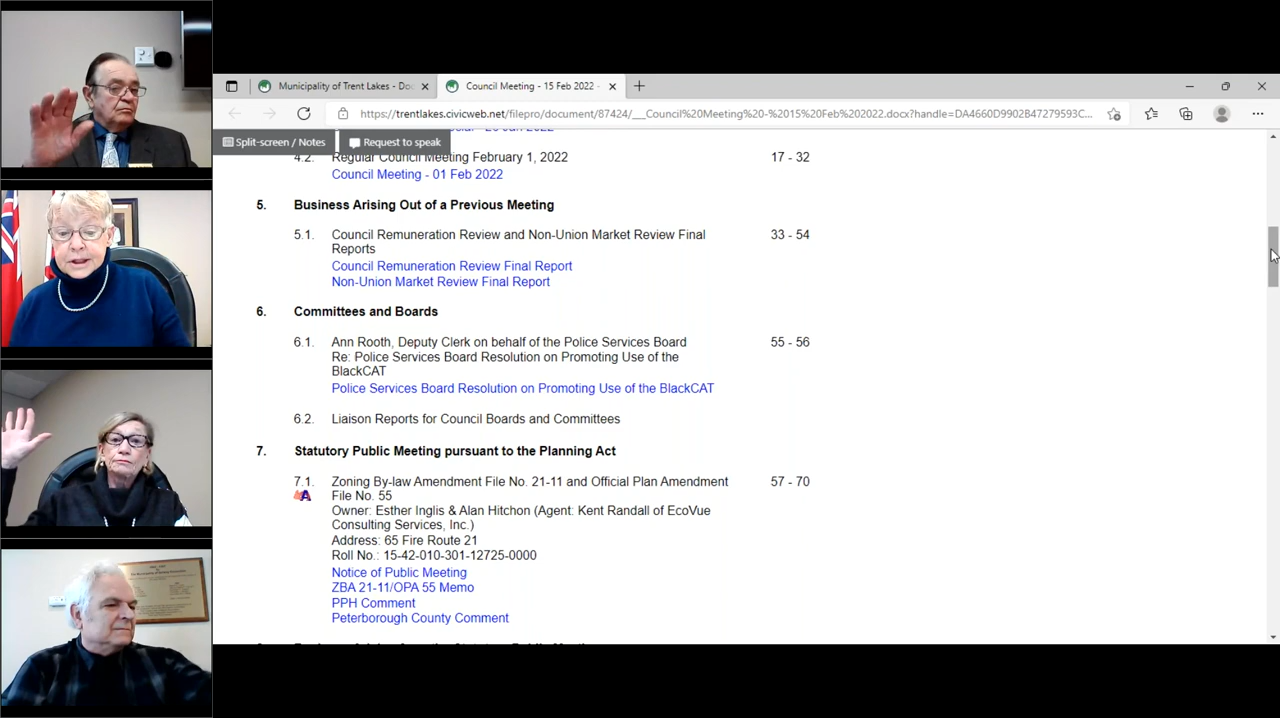 Municipality of Trent Lakes - Doc
Council Meeting - 15 Feb 2022 -
https://trentlakes.civicweb.net/filepro/document/87424/___Council%20Meeting%20-%2015%20Feb%202022.docx?handle=DA4660D9902B47279593C...
Split-screen / Notes
Request to speak
4.2. Regular Council Meeting February 1, 2022 17 - 32
Council Meeting - 01 Feb 2022
5. Business Arising Out of a Previous Meeting
5.1. Council Remuneration Review and Non-Union Market Review Final 33 - 54
Reports
Council Remuneration Review Final Report
Non-Union Market Review Final Report
6. Committees and Boards
6.1. Ann Rooth, Deputy Clerk on behalf of the Police Services Board 55 - 56
Re: Police Services Board Resolution on Promoting Use of the
BlackCAT
Police Services Board Resolution on Promoting Use of the BlackCAT
6.2. Liaison Reports for Council Boards and Committees
7. Statutory Public Meeting pursuant to the Planning Act
7.1. Zoning By-law Amendment File No. 21-11 and Official Plan Amendment 57 - 70
File No. 55
Owner: Esther Inglis & Alan Hitchon (Agent: Kent Randall of EcoVue
Consulting Services, Inc.)
Address: 65 Fire Route 21
Roll No.: 15-42-010-301-12725-0000
Notice of Public Meeting
ZBA 21-11/OPA 55 Memo
PPH Comment
Peterborough County Comment